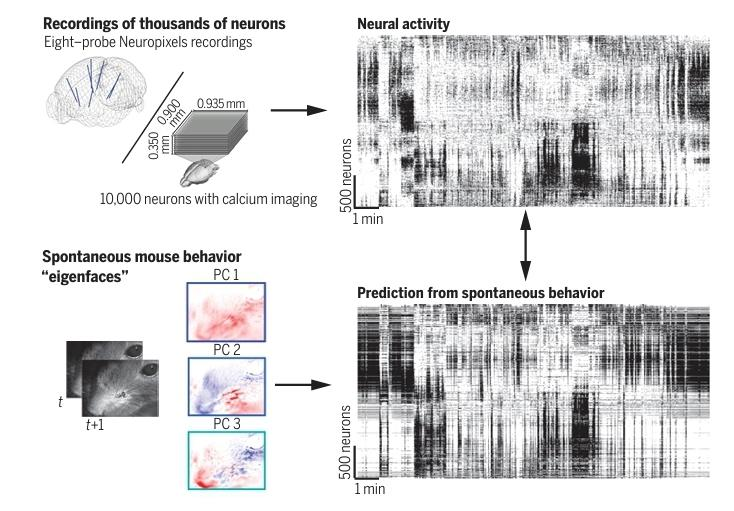 Recordings of thousands of neurons
Eight–probe Neuropixels recordings
0.935 mm
0.900
mm
0.350
mm
10,000 neurons with calcium imaging
Neural activity
500 neurons
1 min
Spontaneous mouse behavior
“eigenfaces”
PC 1
PC 2
PC 3
t
t+1
Prediction from spontaneous behavior
500 neurons
1 min